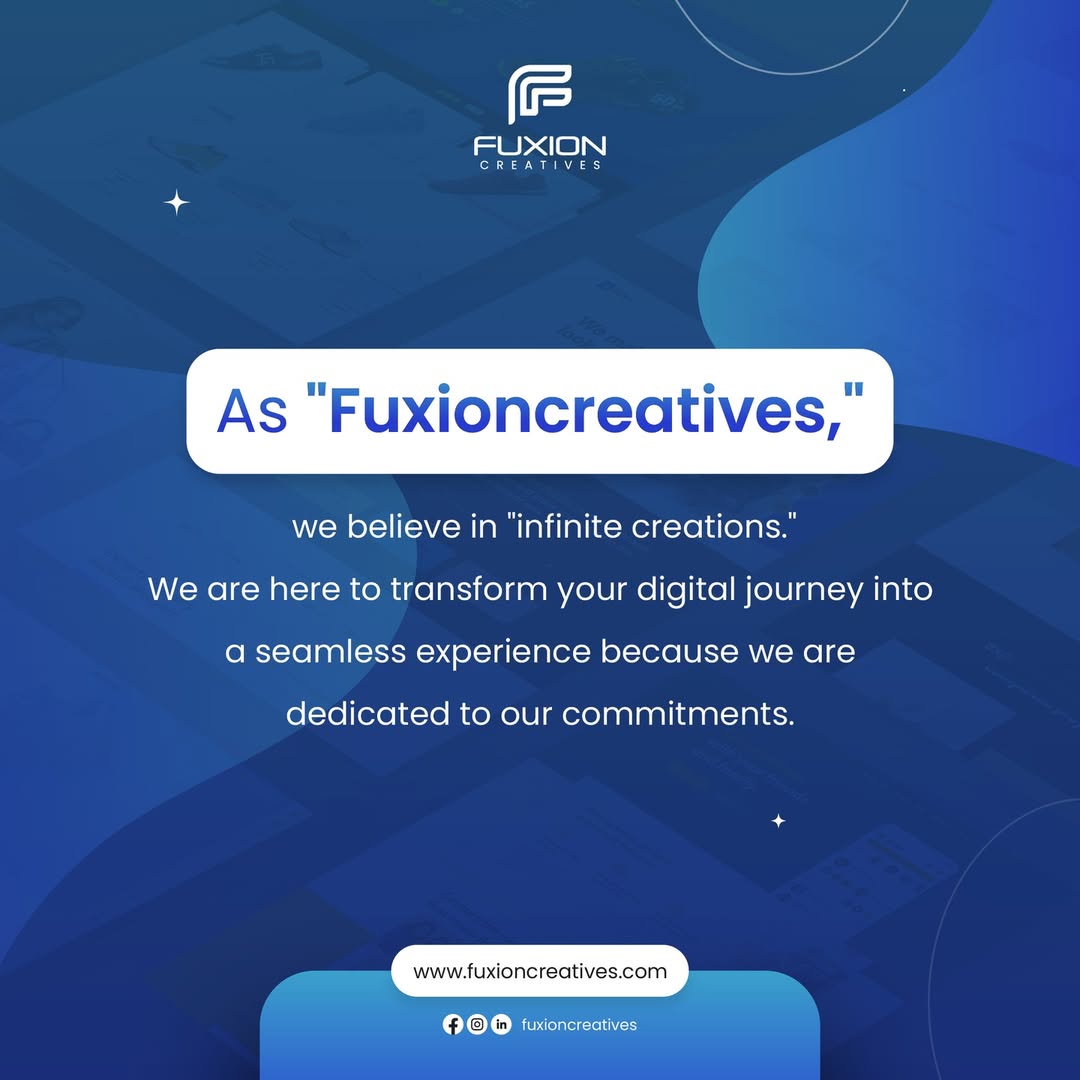 FUXION
CREATIVES
As "Fuxioncreatives,"
we believe in "infinite creations."
We are here to transform your digital journey into
a seamless experience because we are
dedicated to our commitments.
www.fuxioncreatives.com
fuxioncreatives